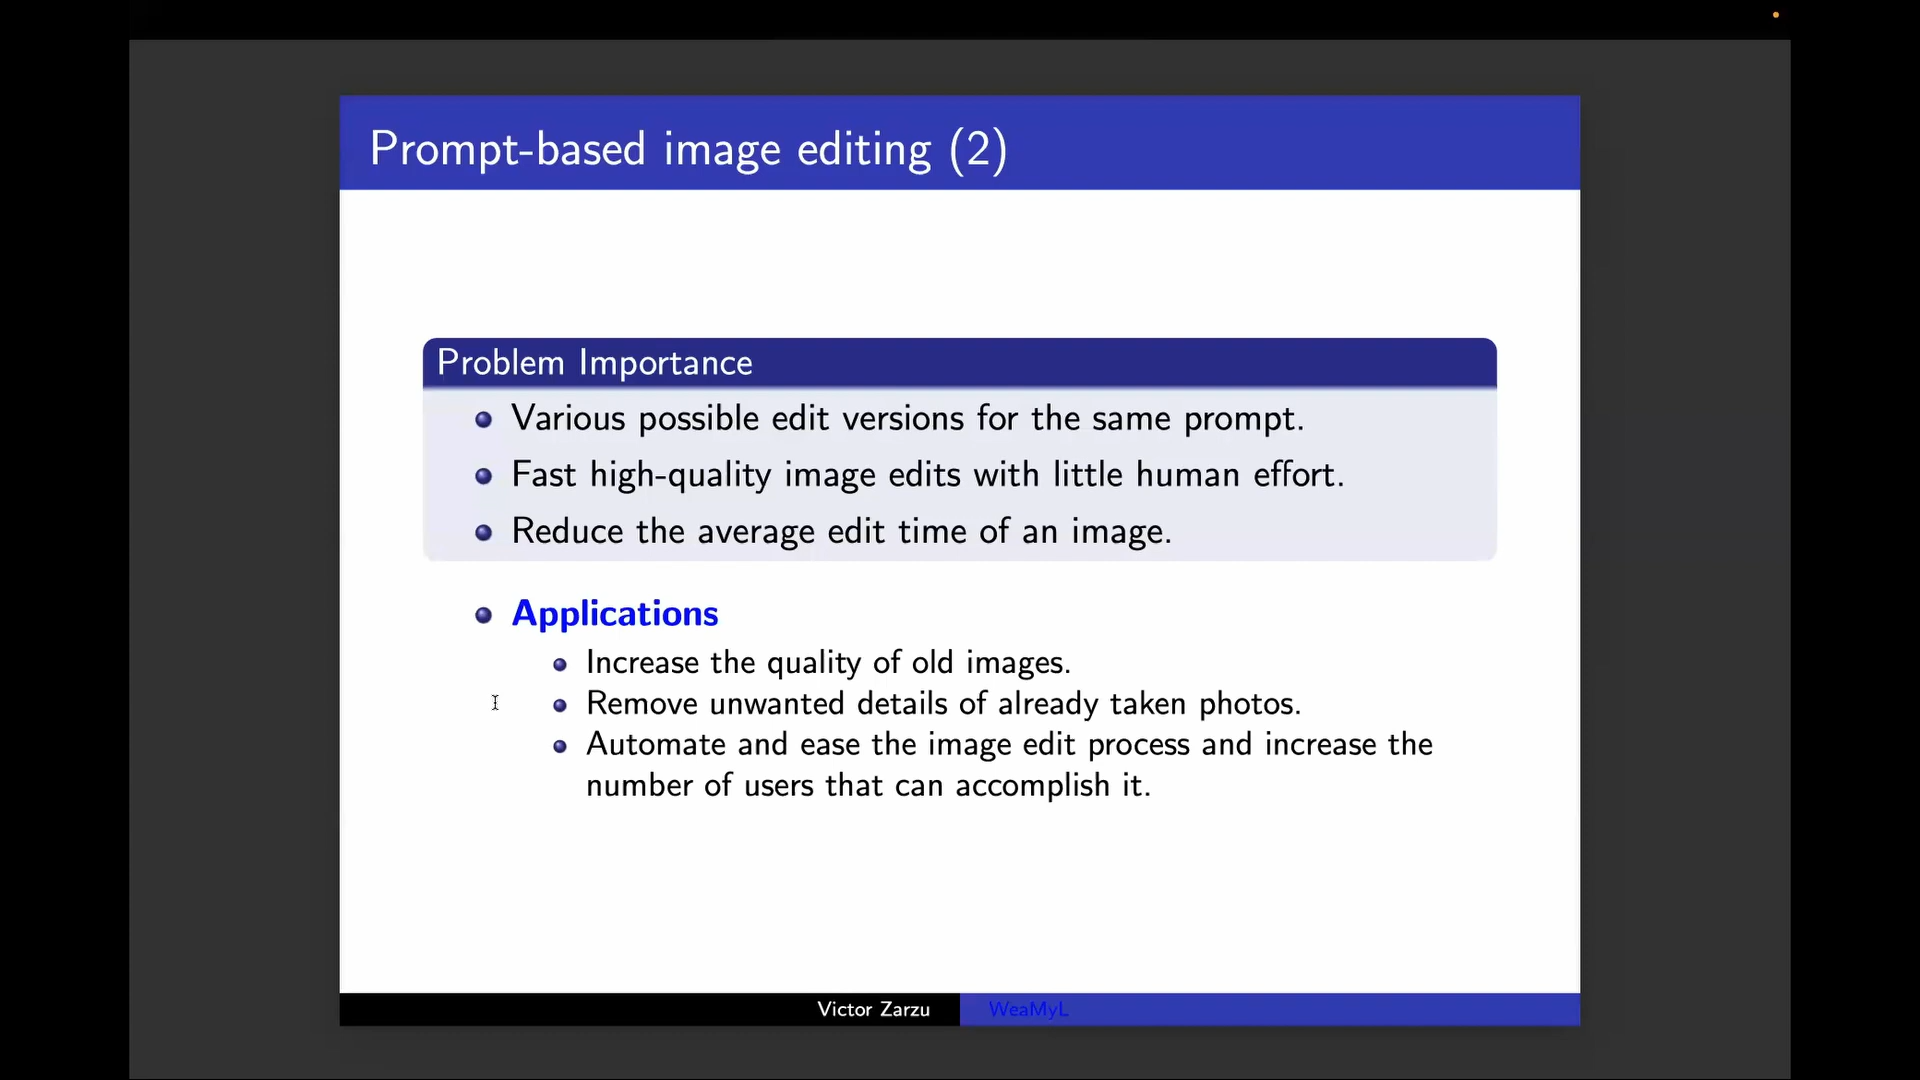 Prompt-based image editing (2)
Problem Importance
Various possible edit versions for the same prompt.
Fast high-quality image edits with little human effort.
Reduce the average edit time of an image.
Applications
Increase the quality of old images.
Remove unwanted details of already taken photos.
Automate and ease the image edit process and increase the
number of users that can accomplish it.
Victor Zarzu
WeaMyL